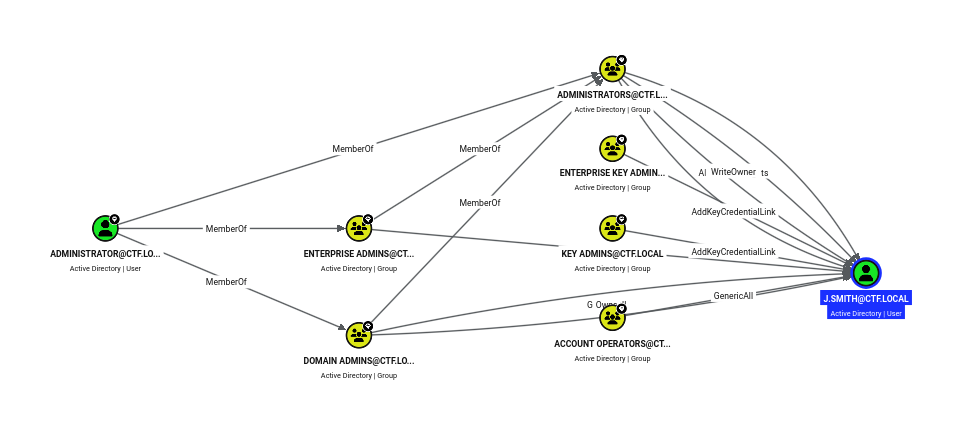 ADMINISTRATORS@CTF.L...
Active Directory | Group
MemberOf
MemberOf
ENTERPRISE KEY ADMIN...
Active Directory | Group
WriteOwner
MemberOf
AddKeyCredentialLink
ADMINISTRATOR@CTF.LO...
Active Directory | User
MemberOf
ENTERPRISE ADMINS@CT...
Active Directory | Group
KEY ADMINS@CTF.LOCAL
Active Directory | Group
AddKeyCredentialLink
MemberOf
GenericAll
J.SMITH@CTF.LOCAL
Active Directory | User
DOMAIN ADMINS@CTF.LO...
Active Directory | Group
ACCOUNT OPERATORS@CT...
Active Directory | Group